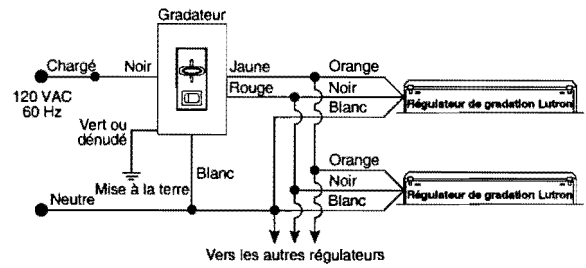 Gradateur
Chargé
Noir
Jaune
Orange
Rouge
Noir
Blanc
Régulateur de gradation Lutron
120 VAC
60 Hz
Vert ou
dénudé
Mise à la terre
Blanc
Orange
Noir
Blanc
Régulateur de gradation Lutron
Neutre
Vers les autres régulateurs